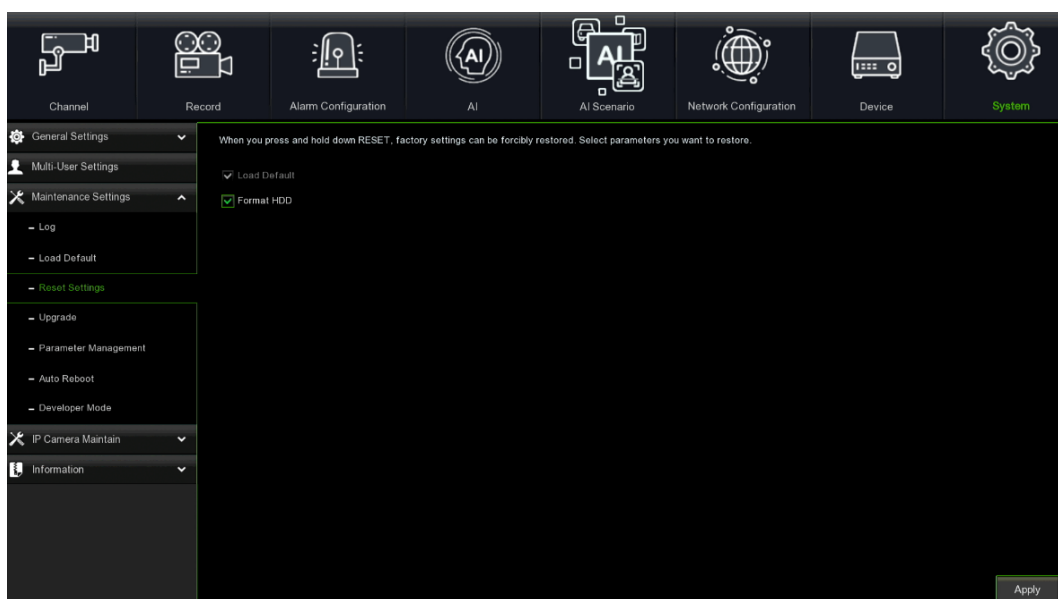 Channel
Record
Alarm Configuration
AI
AI
AI Scenario
Network Configuration
Device
System
General Settings
When you press and hold down RESET, factory settings can be forcibly restored. Select parameters you want to restore.
Multi-User Settings
Load Default
Maintenance Settings
Format HDD
Log
Load Default
Reset Settings
Upgrade
Parameter Management
Auto Reboot
Developer Mode
IP Camera Maintain
Information
Apply